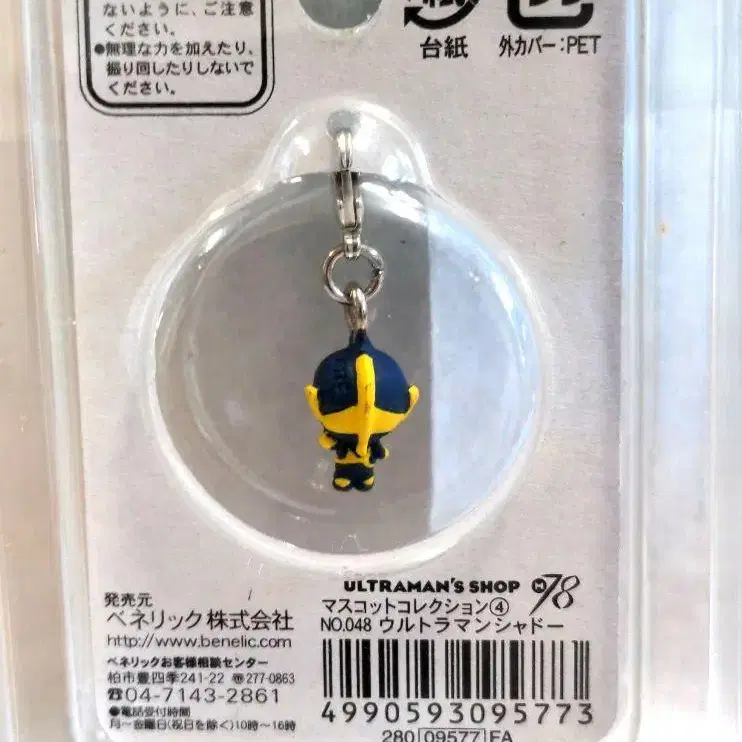 ないように、ご注意
ください。
●無理な力を加えたり、
振り回したりしないで
ください。
台紙
外カバー:PET
発売元
ベネリック株式会社
http://www.benelic.com
ベネリックお客様相談センター
柏市豊四季241-22 〠277-0863
☎04-7143-2861
●電話受付時間
月~金曜日(祝日を除く)10時~16時
ULTRAMAN'S SHOP M78
マスコットコレクション④
NO.048 ウルトラマンシャドー
4990593095773
280 09577 FA